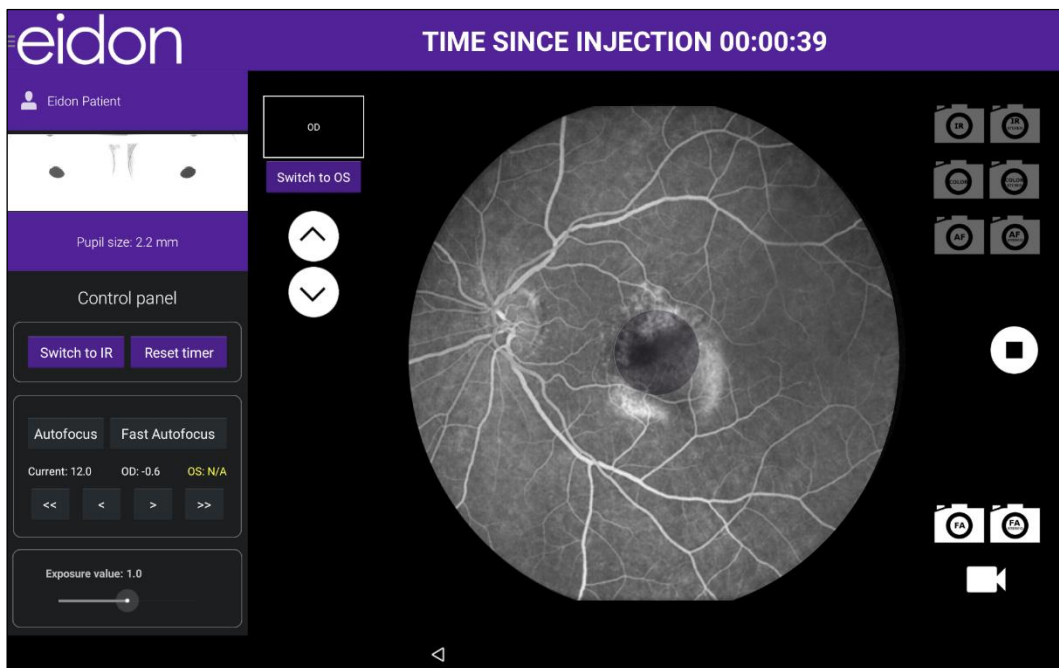 eidon
TIME SINCE INJECTION 00:00:39
Eidon Patient
Pupil size: 2.2 mm
Control panel
Switch to IR
Reset timer
Autofocus
Fast Autofocus
Current: 12.0
OD: -0.6
OS: N/A
<<
<
>
>>
Exposure value: 1.0
OD
Switch to OS
IR
IR
COLOR
COLOR
AF
AF
FA
FA